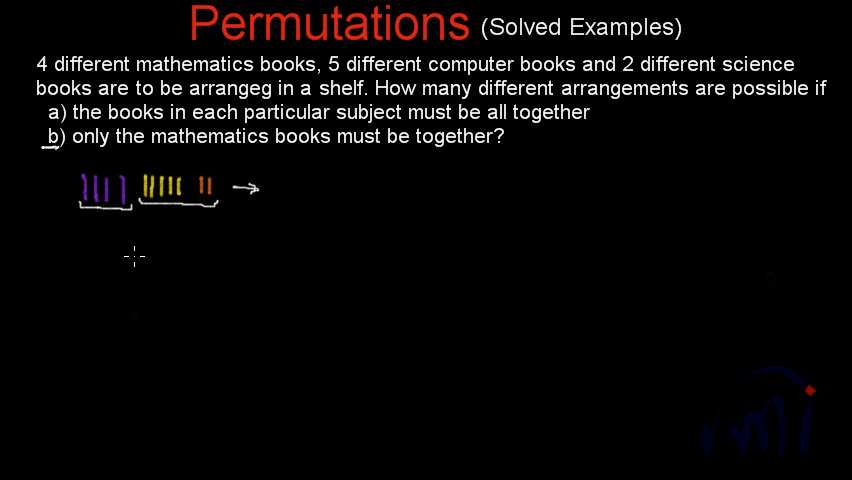 Permutations (Solved Examples)
4 different mathematics books, 5 different computer books and 2 different science
books are to be arrangeg in a shelf. How many different arrangements are possible if
a) the books in each particular subject must be all together
b) only the mathematics books must be together?